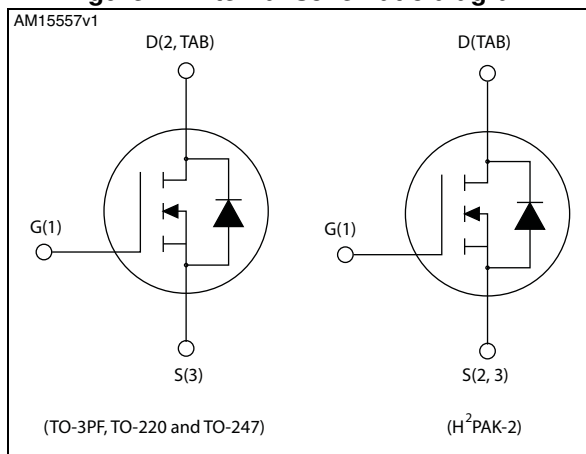 AM15557v1
D(2, TAB) D(TAB)
G(1) G(1)
S(3) S(2, 3)
(TO-3PF, TO-220 and TO-247) (H²PAK-2)